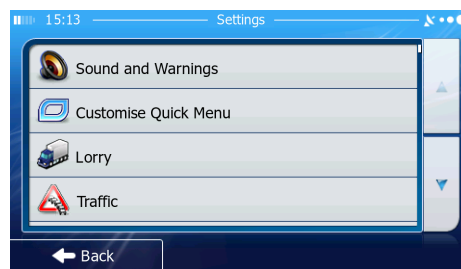 15:13
Settings
Sound and Warnings
Customise Quick Menu
Lorry
Traffic
Back